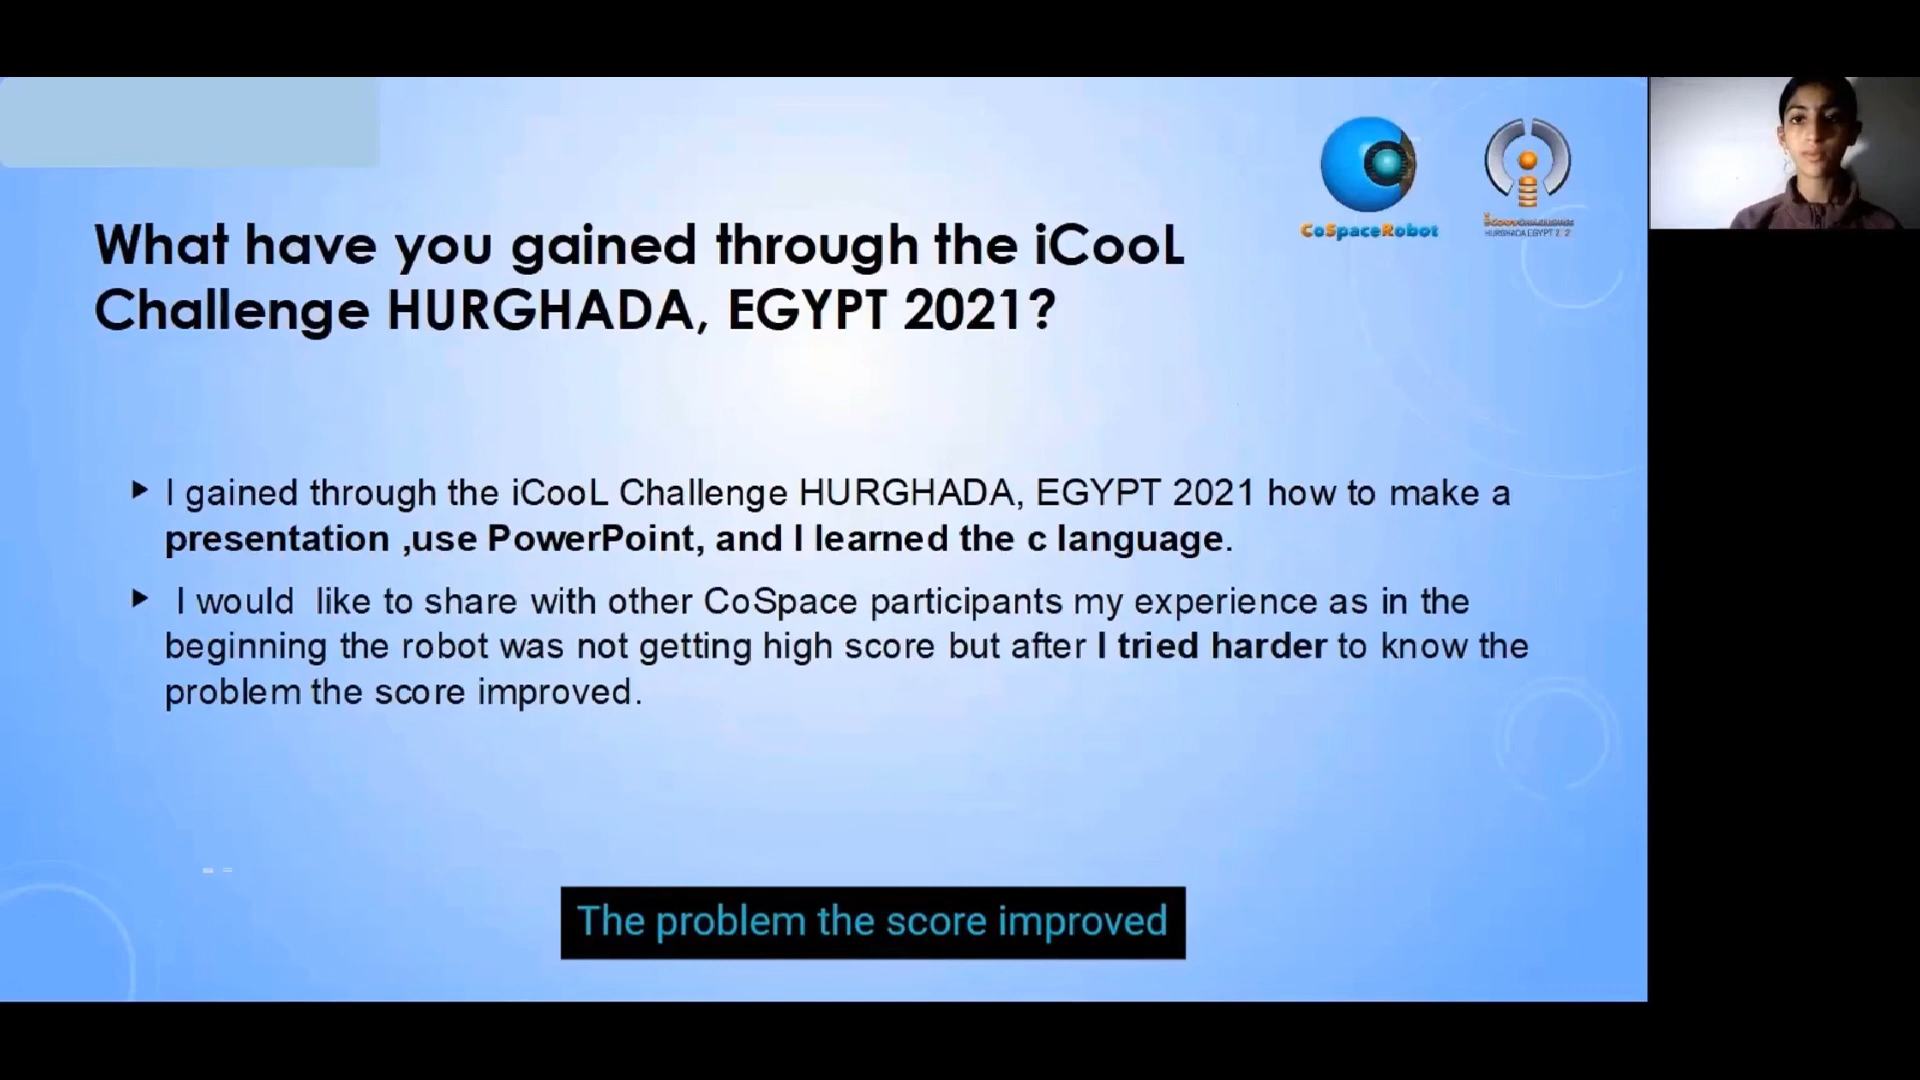 What have you gained through the iCooL
Challenge HURGHADA, EGYPT 2021?
CoSpaceRobot
I gained through the iCooL Challenge HURGHADA, EGYPT 2021 how to make a
presentation ,use PowerPoint, and I learned the c language.
I would like to share with other CoSpace participants my experience as in the
beginning the robot was not getting high score but after I tried harder to know the
problem the score improved.
The problem the score improved